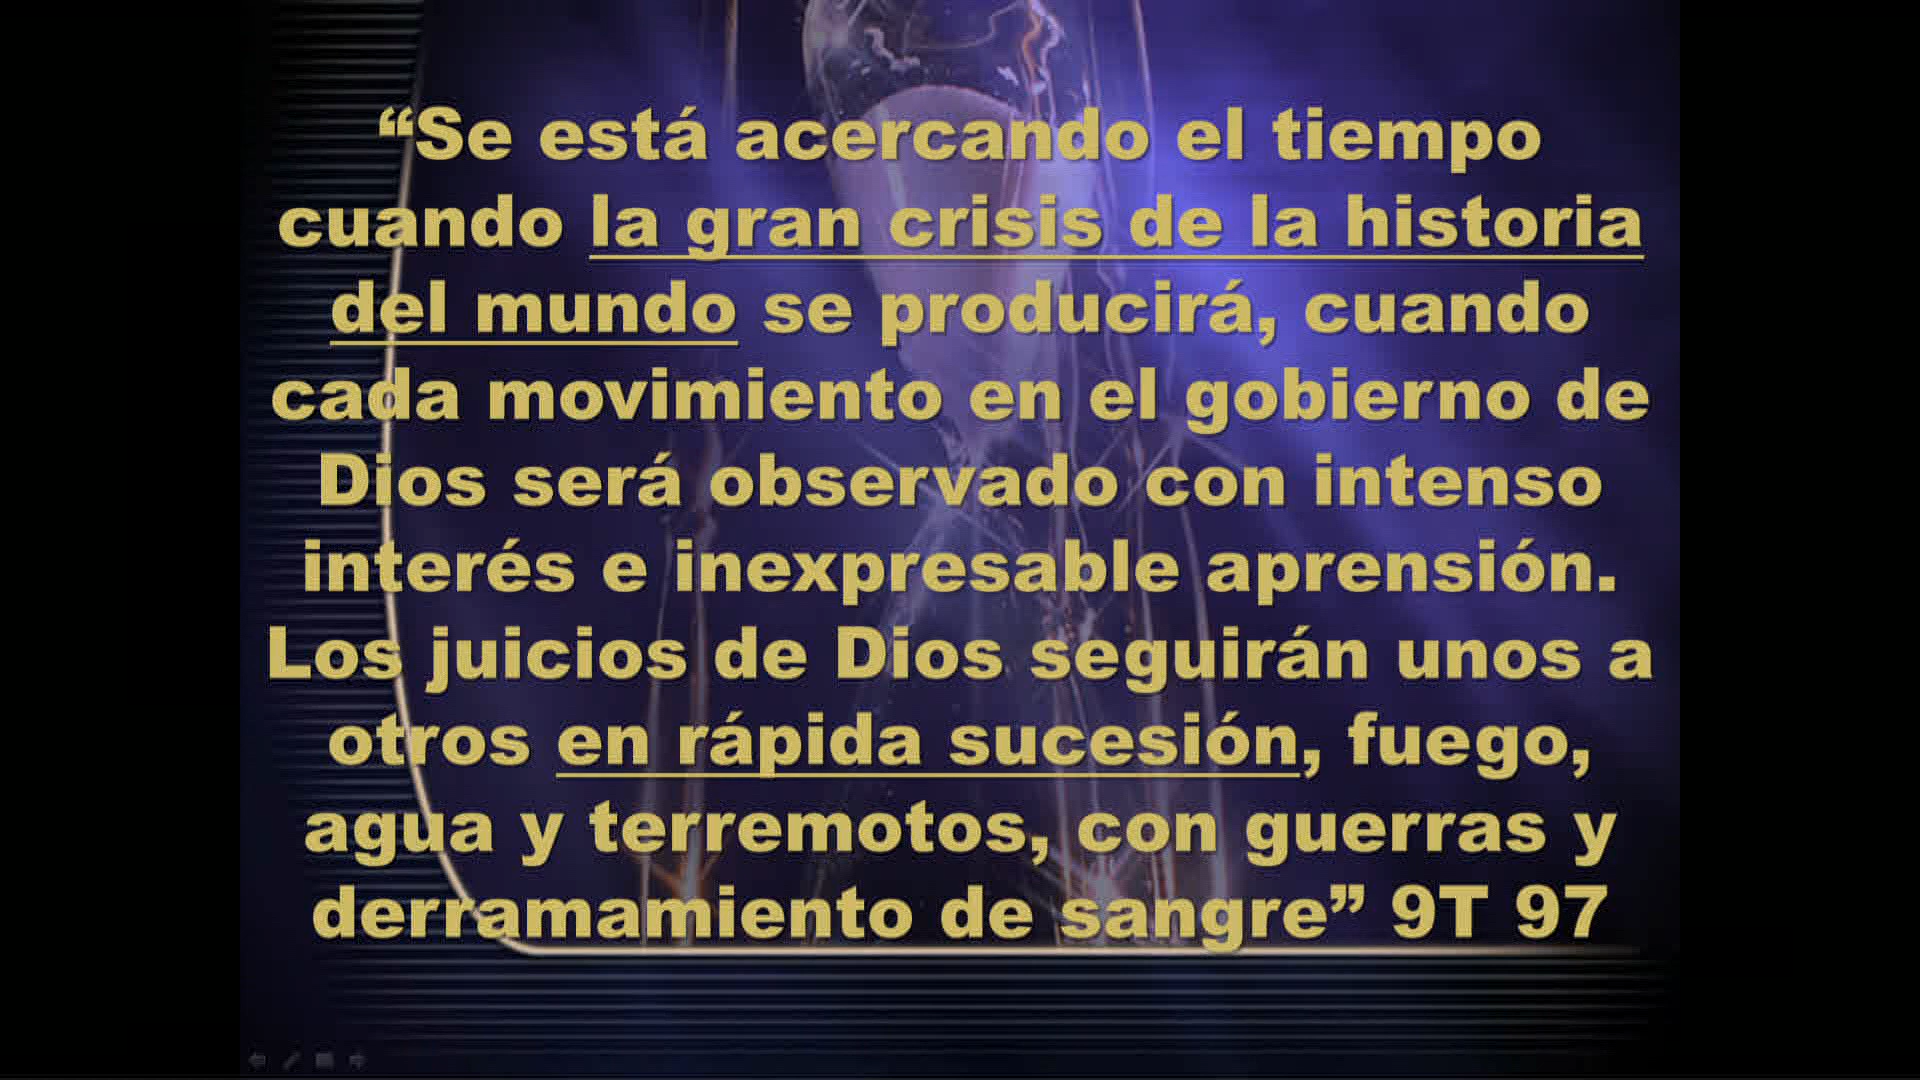 “Se está acercando el tiempo
cuando la gran crisis de la historia
del mundo se producirá, cuando
cada movimiento en el gobierno de
Dios será observado con intenso
interés e inexpresable aprensión.
Los juicios de Dios seguirán unos a
otros en rápida sucesión, fuego,
agua y terremotos, con guerras y
derramamiento de sangre” 9T 97